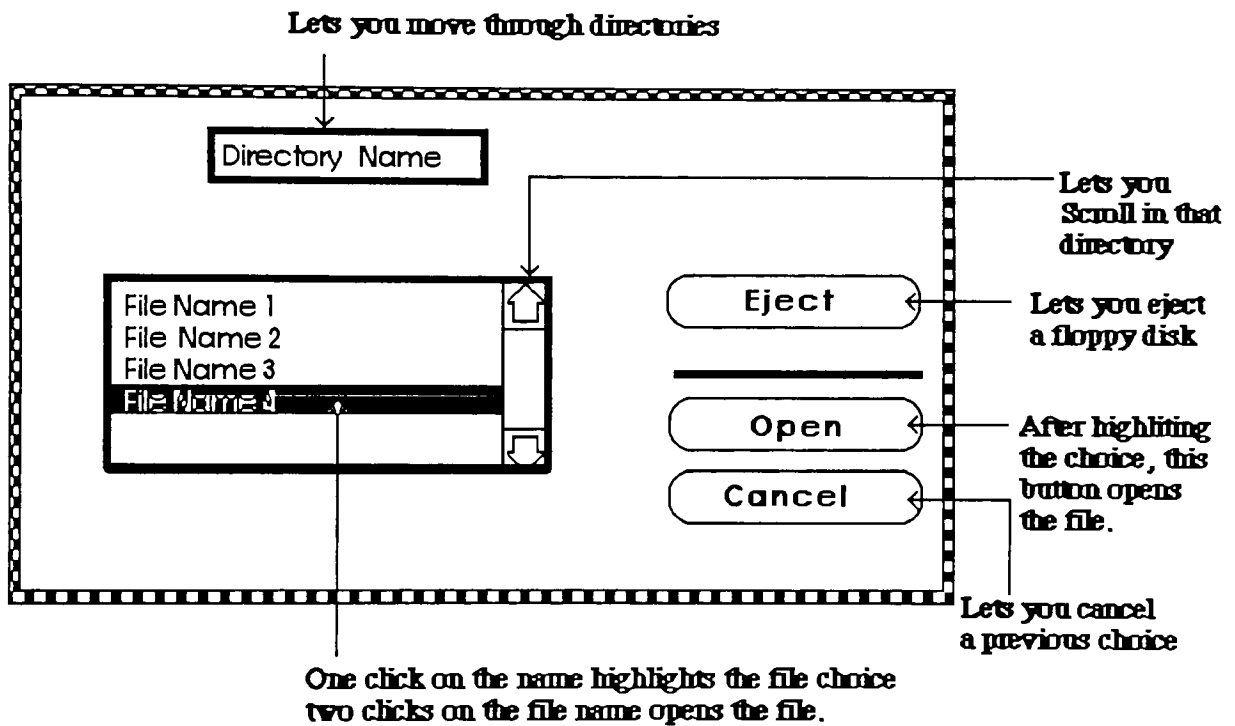 Lets you move through directories
Directory Name
Lets you
Scroll in that
directory
File Name 1
File Name 2
File Name 3
File Name 4
Eject
Lets you eject
a floppy disk
Open
After highliting
the choice, this
button opens
the file.
Cancel
Lets you cancel
a previous choice
One click on the name highlights the file choice
two clicks on the file name opens the file.